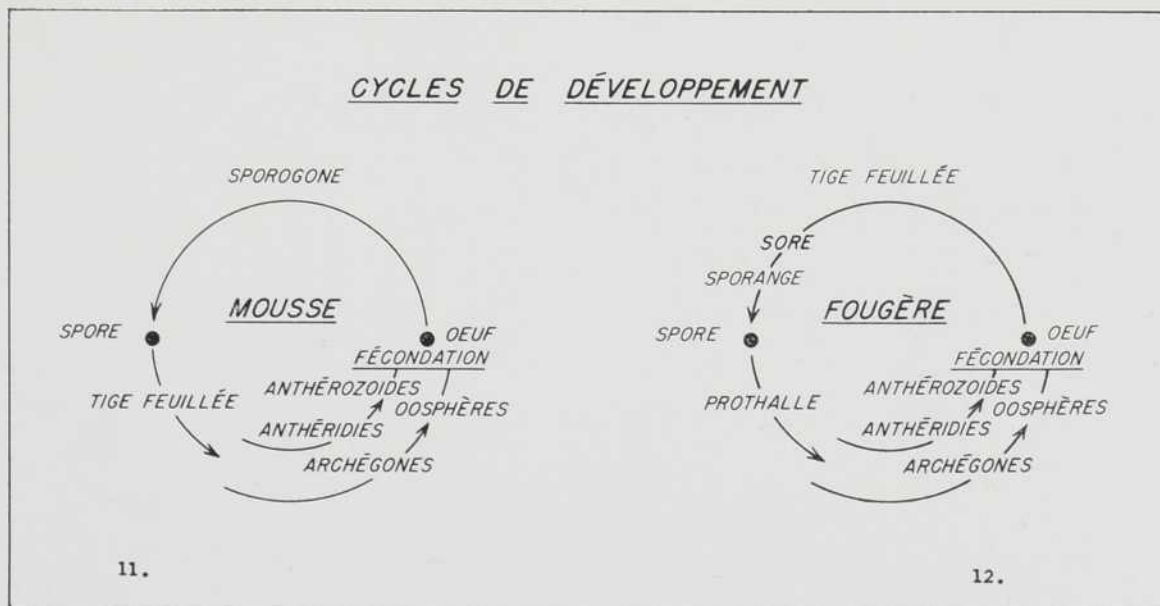 CYCLES DE DÉVELOPPEMENT
SPOROGONE
MOUSSE
SPORE
OEUF
FÉCONDATION
TIGE FEUILLÉE
ANTHÉROZOIDES
OOSPHÈRES
ANTHÉRIDIES
ARCHÉGONES
11.
TIGE FEUILLÉE
SORE
SPORANGE
FOUGÈRE
SPORE
OEUF
FÉCONDATION
PROTHALLE
ANTHÉROZOIDES
OOSPHÈRES
ANTHÉRIDIES
ARCHÉGONES
12.